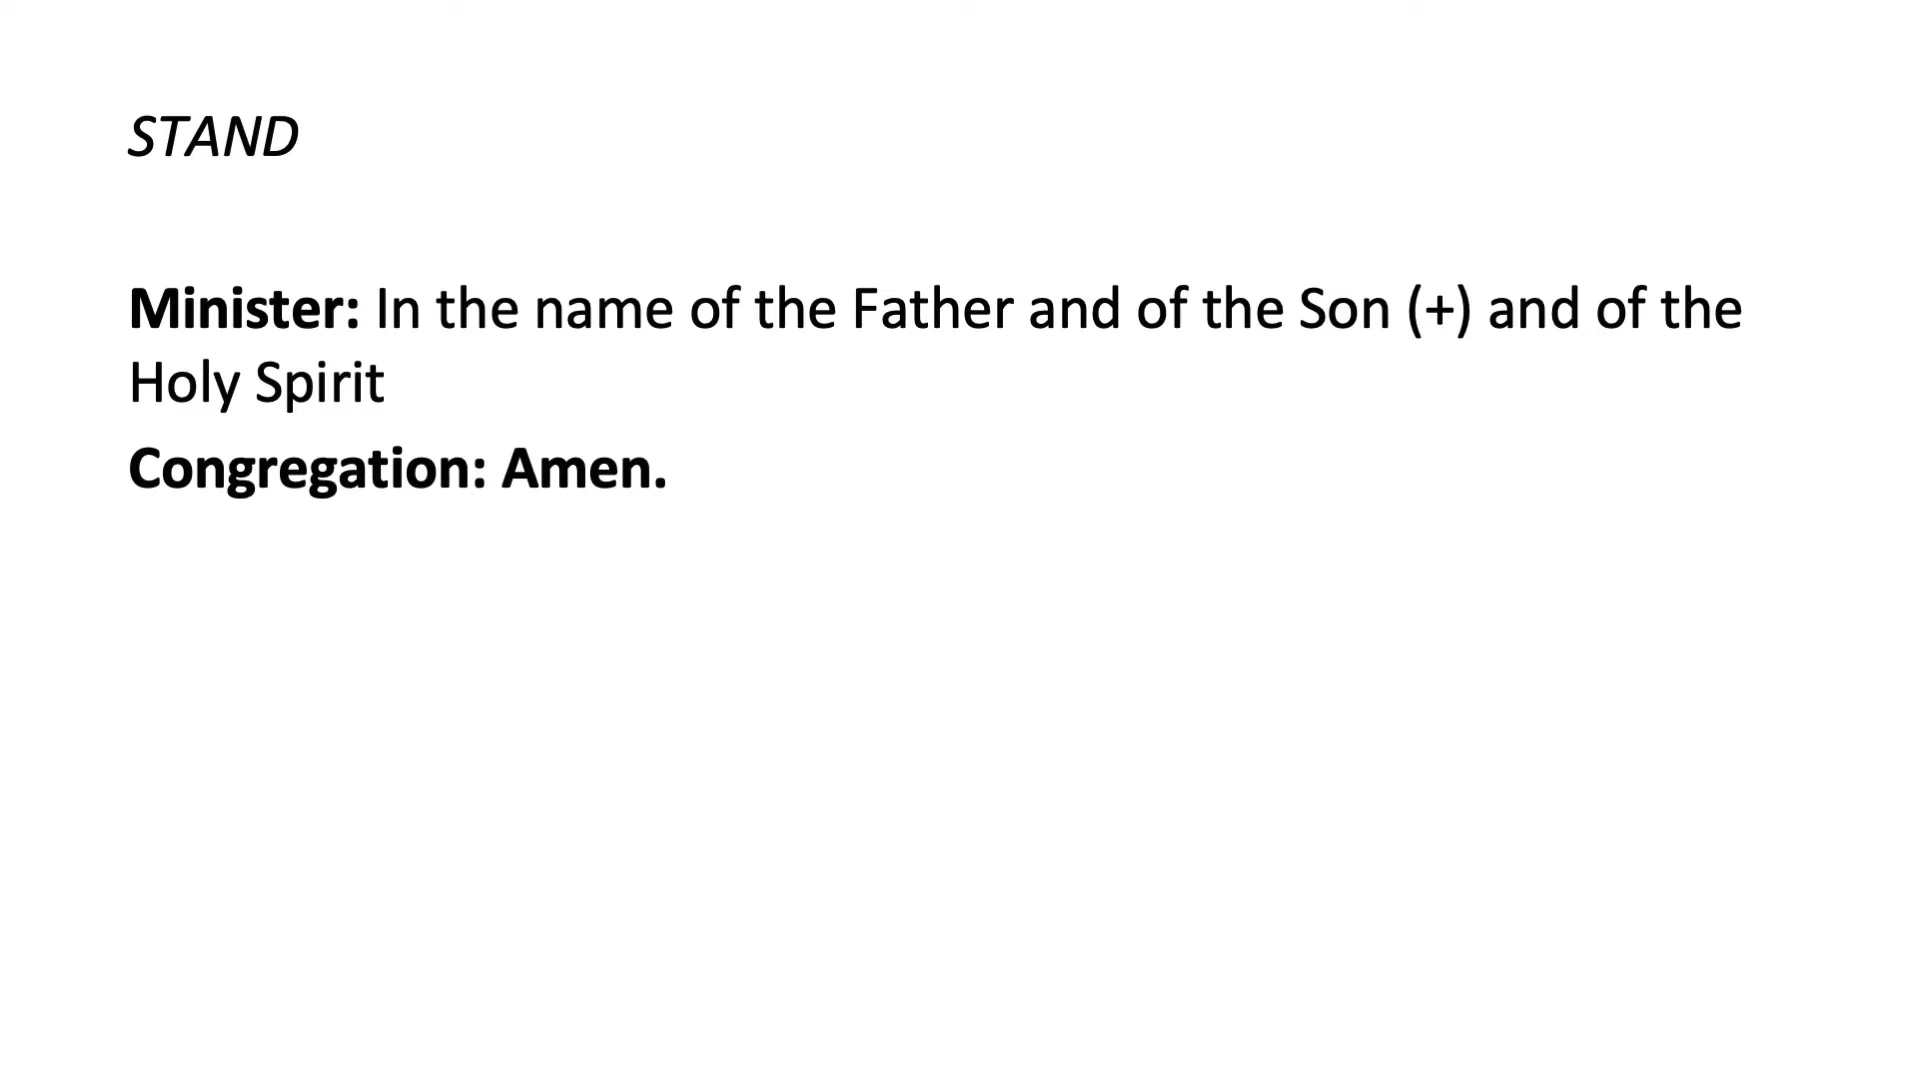 STAND
Minister: In the name of the Father and of the Son (+) and of the
Holy Spirit
Congregation: Amen.